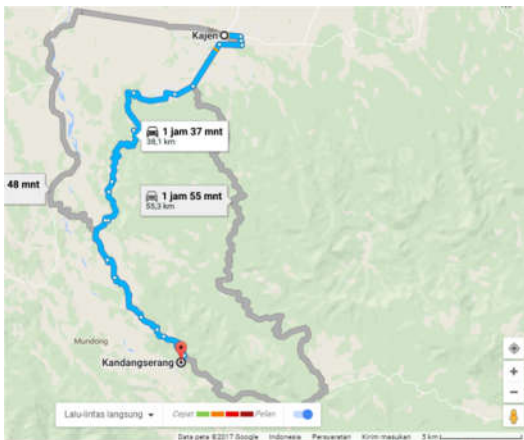 Kajen
1 jam 37 mnt
38,1 km
48 mnt
1 jam 55 mnt
55,3 km
Mundong
Kandangserang
Lalu-lintas langsung
Cepat
Pelan
Data peta ©2017 Google Indonesia Persyaratan Kirim masukan 5 km